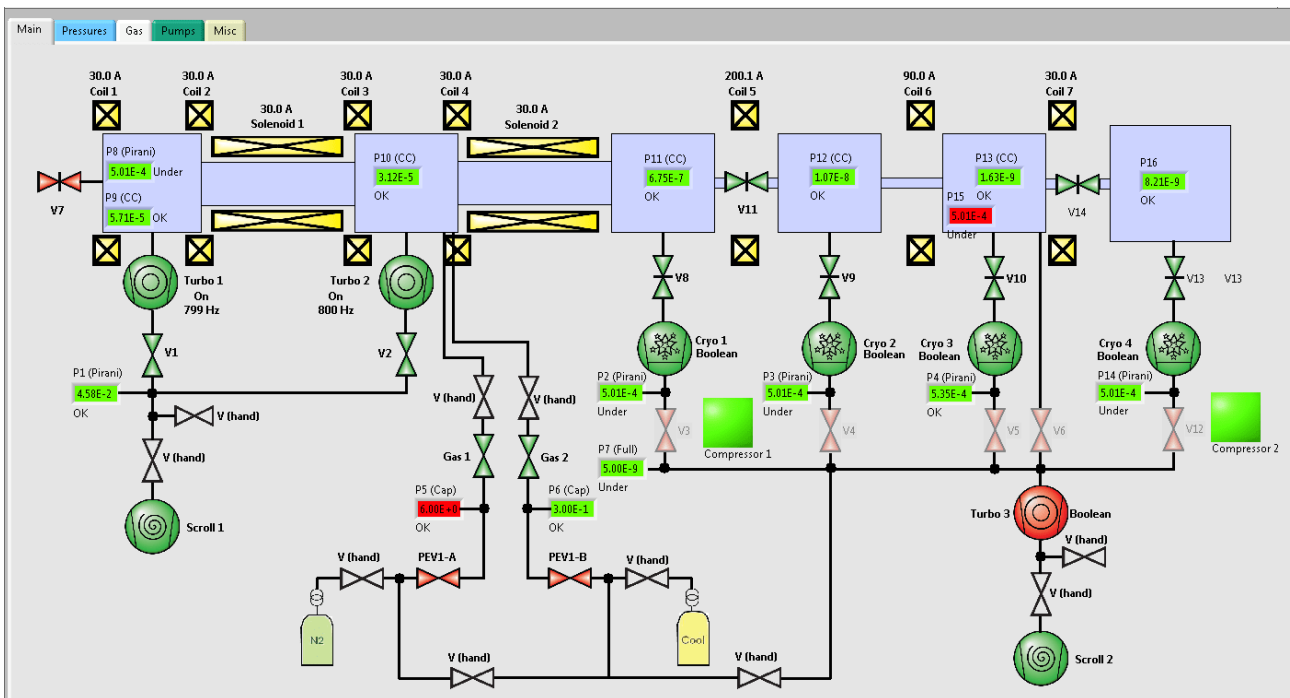 Main Pressures Gas Pumps Misc
30.0 A
Coil 1
30.0 A
Coil 2
30.0 A
Solenoid 1
30.0 A
Coil 3
30.0 A
Coil 4
30.0 A
Solenoid 2
200.1 A
Coil 5
90.0 A
Coil 6
30.0 A
Coil 7
P8 (Pirani)
5.01E-4 Under
P9 (CC)
5.71E-5 OK
V7
P10 (CC)
3.12E-5
OK
P11 (CC)
6.75E-7
OK
V11
P12 (CC)
1.07E-8
OK
P13 (CC)
1.63E-9
OK
P15
5.01E-4
Under
V14
P16
8.21E-9
OK
Turbo 1
On
799 Hz
Turbo 2
On
800 Hz
V8
V9
V10
V13 V13
V1
V2
Cryo 1
Boolean
Cryo 2
Boolean
Cryo 3
Boolean
Cryo 4
Boolean
P1 (Pirani)
4.58E-2
OK
V (hand)
V (hand)
Scroll 1
V (hand)
V (hand)
Gas 1
Gas 2
P2 (Pirani)
5.01E-4
Under
P3 (Pirani)
5.01E-4
Under
P4 (Pirani)
5.35E-4
OK
P14 (Pirani)
5.01E-4
Under
V3
Compressor 1
V4
V5
V6
V12
Compressor 2
P7 (Full)
5.00E-9
Under
P5 (Cap)
6.00E+0
OK
P6 (Cap)
3.00E-1
OK
Turbo 3
Boolean
V (hand)
V (hand)
Scroll 2
V (hand)
PEV1-A
PEV1-B
V (hand)
N2
Cool
V (hand)
V (hand)